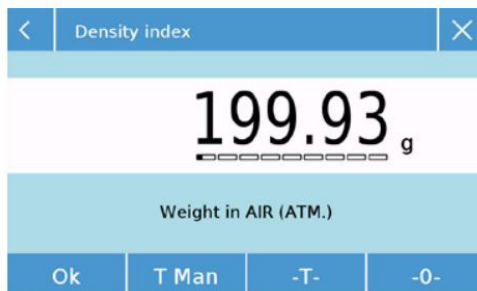 Density index
199.93 g
Weight in AIR (ATM.)
Ok T Man -T- -0-